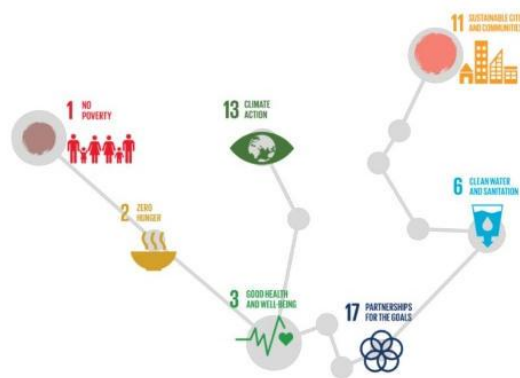 11 SUSTAINABLE CITIES
AND COMMUNITIES
1 NO
POVERTY
13 CLIMATE
ACTION
6 CLEAN WATER
AND SANITATION
2 ZERO
HUNGER
3 GOOD HEALTH
AND WELL-BEING
17 PARTNERSHIPS
FOR THE GOALS